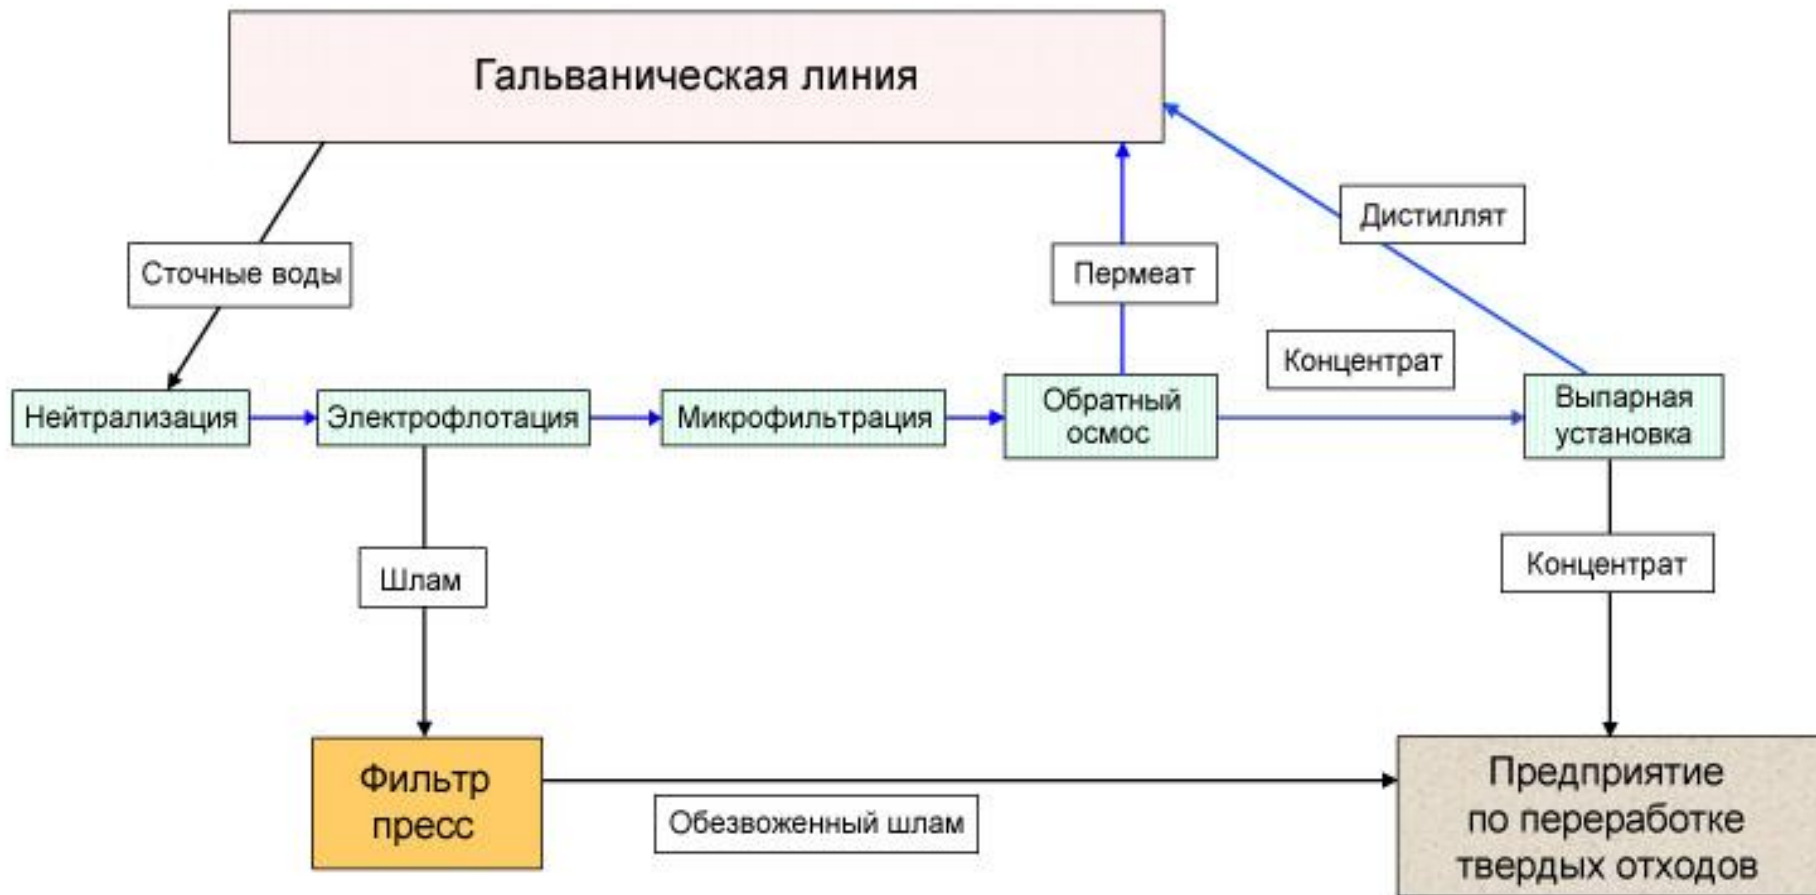 Гальваническая линия
Дистиллят
Сточные воды
Пермеат
Концентрат
Нейтрализация
Электрофлотация
Микрофильтрация
Обратный
осмос
Выпарная
установка
Шлам
Концентрат
Фильтр
пресс
Обезвоженный шлам
Предприятие
по переработке
твердых отходов